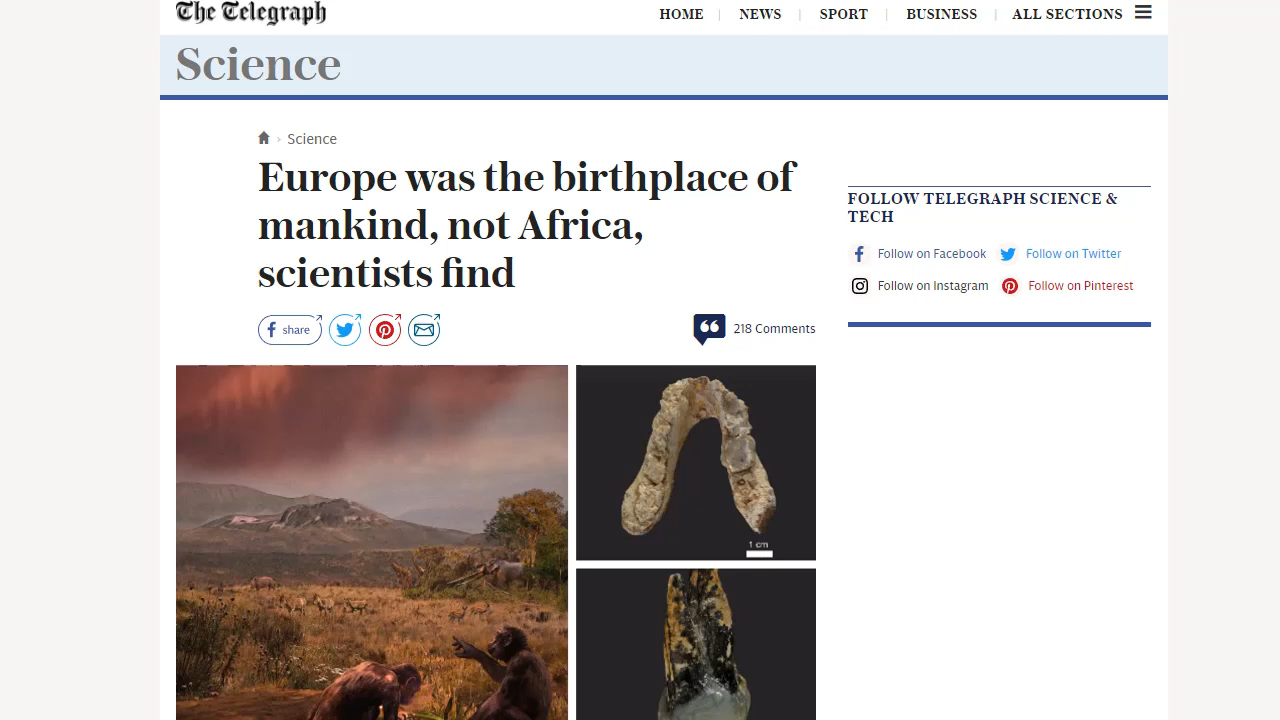 The Telegraph
HOME NEWS SPORT BUSINESS ALL SECTIONS
Science
Science
Europe was the birthplace of
mankind, not Africa,
scientists find
share
218 Comments
1 cm
FOLLOW TELEGRAPH SCIENCE &
TECH
Follow on Facebook Follow on Twitter
Follow on Instagram Follow on Pinterest